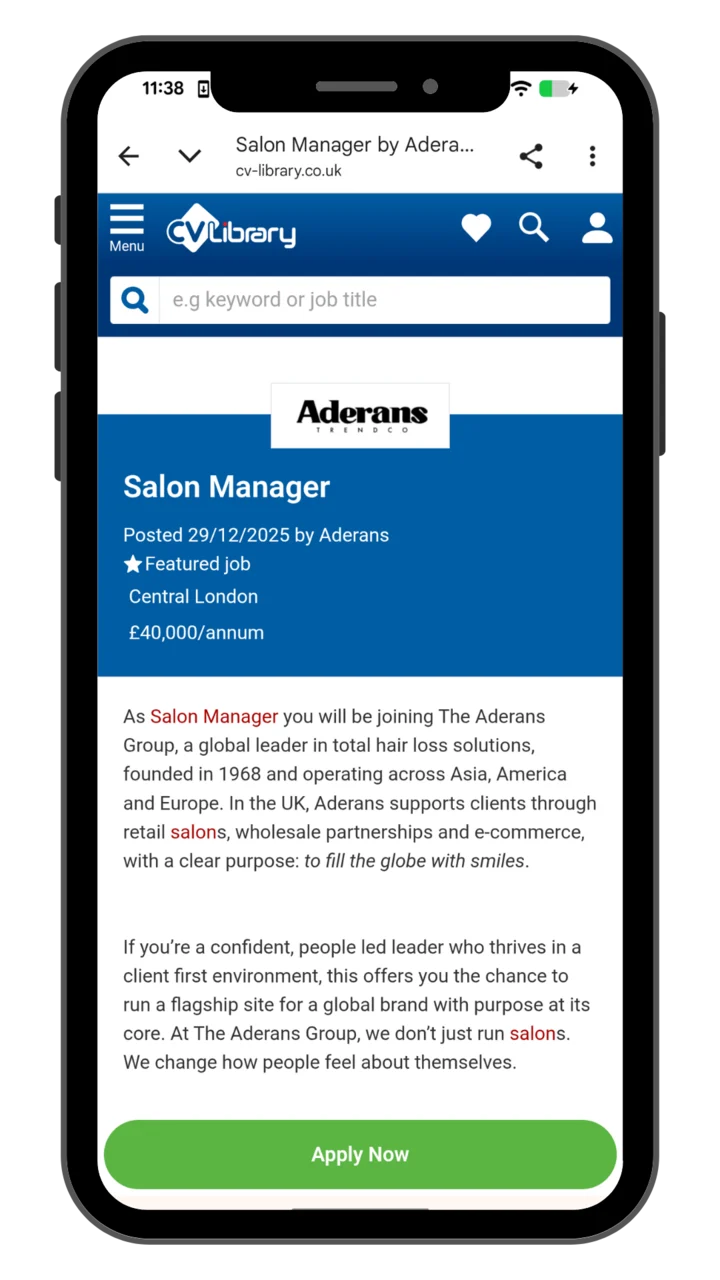 11:38
Salon Manager by Adera...
cv-library.co.uk
Menu
CVLibrary
e.g keyword or job title
Aderans
TRENDCO
Salon Manager
Posted 29/12/2025 by Aderans
Featured job
Central London
£40,000/annum
As Salon Manager you will be joining The Aderans
Group, a global leader in total hair loss solutions,
founded in 1968 and operating across Asia, America
and Europe. In the UK, Aderans supports clients through
retail salons, wholesale partnerships and e-commerce,
with a clear purpose: to fill the globe with smiles.
If you’re a confident, people led leader who thrives in a
client first environment, this offers you the chance to
run a flagship site for a global brand with purpose at its
core. At The Aderans Group, we don’t just run salons.
We change how people feel about themselves.
Apply Now